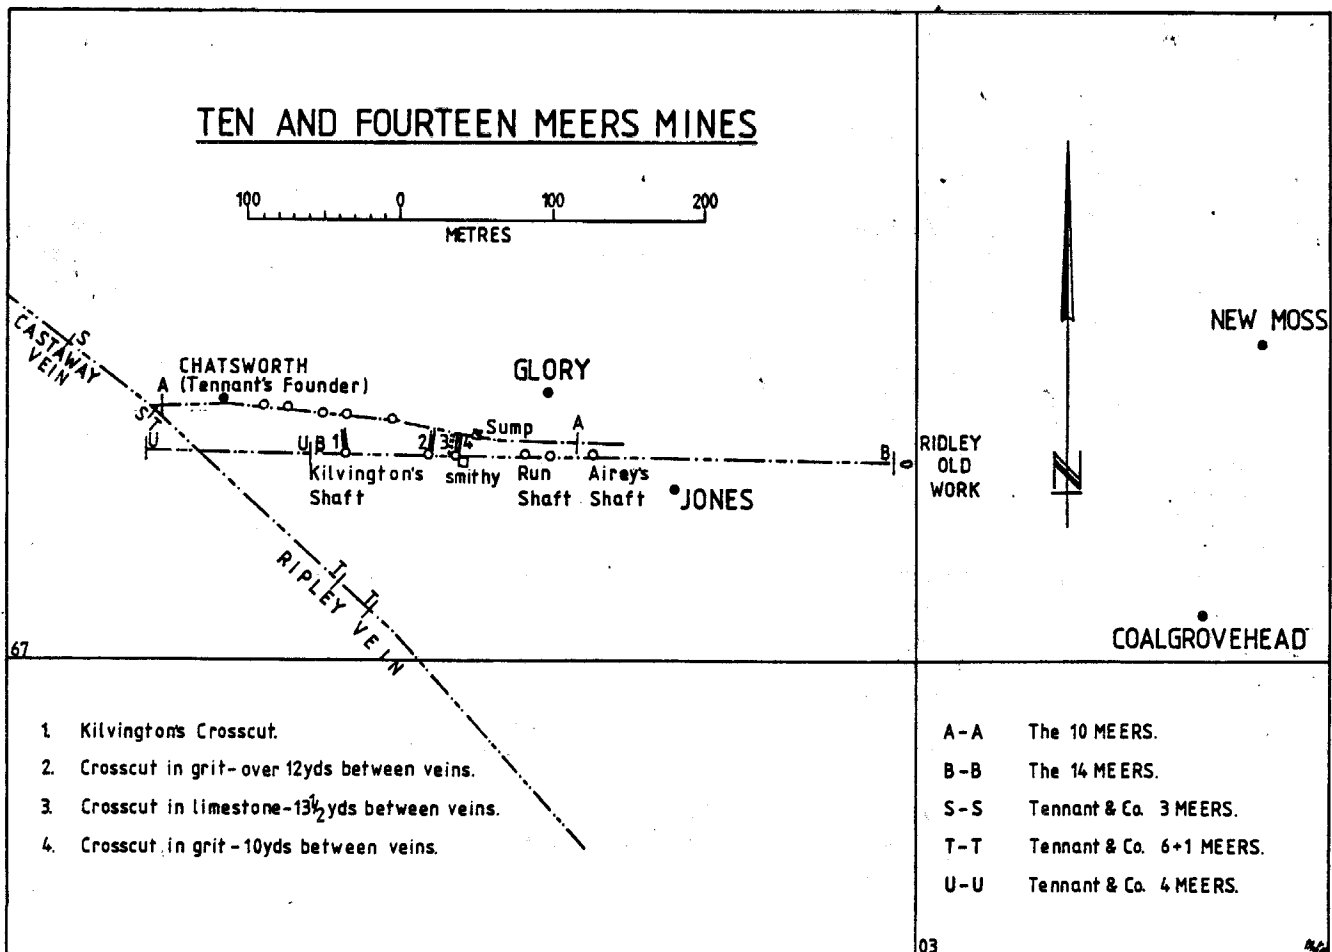 TEN AND FOURTEEN MEERS MINES
100 0 100 200
METRES
NEW MOSS
CASTAWAY
VEIN
S
CHATSWORTH
(Tennant's Founder)
A
GLORY
S
T
U
U B 1
2 3 4
Sump
A
B
Kilvington's
Shaft
smithy
Run
Shaft
Airey's
Shaft
JONES
RIDLEY
OLD
WORK
N
RIPLEY VEIN
T
T
COALGROVEHEAD
67
1. Kilvington's Crosscut.
2. Crosscut in grit-over 12yds between veins.
3. Crosscut in limestone-13½yds between veins.
4. Crosscut in grit-10yds between veins.
A-A The 10 MEERS.
B-B The 14 MEERS.
S-S Tennant & Co. 3 MEERS.
T-T Tennant & Co. 6+1 MEERS.
U-U Tennant & Co. 4 MEERS.
03